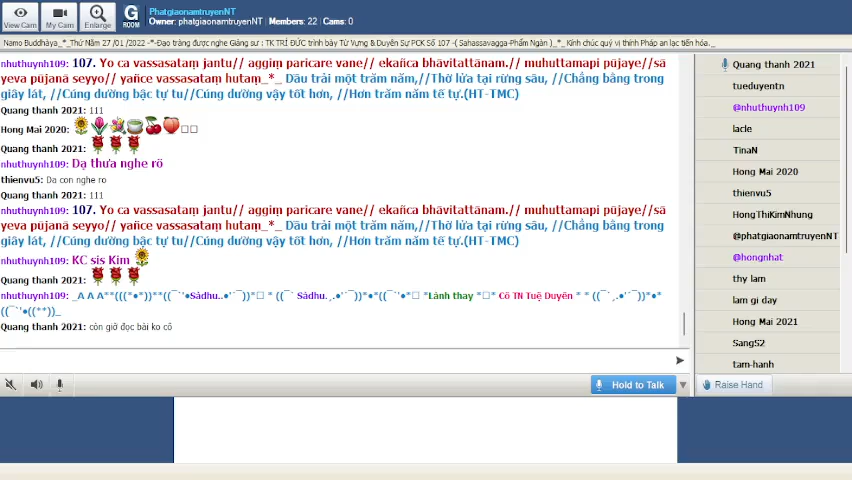 PhatgiaonamtruyenNT
Owner: phatgiaonamtruyenNT | Members: 22 | Cams: 0
View Cam
My Cam
Enlarge
G
ROOM
Namo Buddhàya_*_Thứ Năm 27 /01 /2022 -*-Đạo tràng được nghe Giảng sư : TK TRÍ ĐỨC trình bày Từ Vựng & Duyên Sự PCK Số 107 -( Sahassavagga-Phẩm Ngàn )_*_ Kính chúc quý vị thính Pháp an lạc tiến hóa._
nhuthuynh109: 107. Yo ca vassasataṃ jantu// aggiṃ paricare vane// ekañca bhāvitattānaṃ.// muhuttamapi pūjaye//sā
yeva pūjanā seyyo// yañce vassasataṃ hutaṃ._*_ Dầu trải một trăm năm,//Thờ lửa tại rừng sâu, //Chẳng bằng trong
giây lát, //Cúng dường bậc tự tu//Cúng dường vậy tốt hơn, //Hơn trăm năm tế tự.(HT-TMC)
Quang thanh 2021: 111
Hong Mai 2020:
Quang thanh 2021:
nhuthuynh109: Dạ thưa nghe rõ
thienvu5: Da con nghe ro
Quang thanh 2021: 111
nhuthuynh109: 107. Yo ca vassasataṃ jantu// aggiṃ paricare vane// ekañca bhāvitattānaṃ.// muhuttamapi pūjaye//sā
yeva pūjanā seyyo// yañce vassasataṃ hutaṃ._*_ Dầu trải một trăm năm,//Thờ lửa tại rừng sâu, //Chẳng bằng trong
giây lát, //Cúng dường bậc tự tu//Cúng dường vậy tốt hơn, //Hơn trăm năm tế tự.(HT-TMC)
nhuthuynh109: KC sis Kim
Quang thanh 2021:
nhuthuynh109: _A A A**(((*•*))**((¯`'•Sādhu..•'´¯))*□ * ((¯` Sādhu.¸.•'´¯))*•*((¯`'•*□ *Lành thay *□* Cô TN Tuệ Duyên * * ((¯`¸.•'´¯))*•*
((¯`'•((**))_
Quang thanh 2021: còn giờ đọc bài ko cô
Hold to Talk
Raise Hand
Quang thanh 2021
tueduyentn
@nhuthuynh109
lacle
TinaN
Hong Mai 2020
thienvu5
HongThiKimNhung
@phatgiaonamtruyenNT
@hongnhat
thy lam
lam gi day
Hong Mai 2021
SangS2
tam-hanh